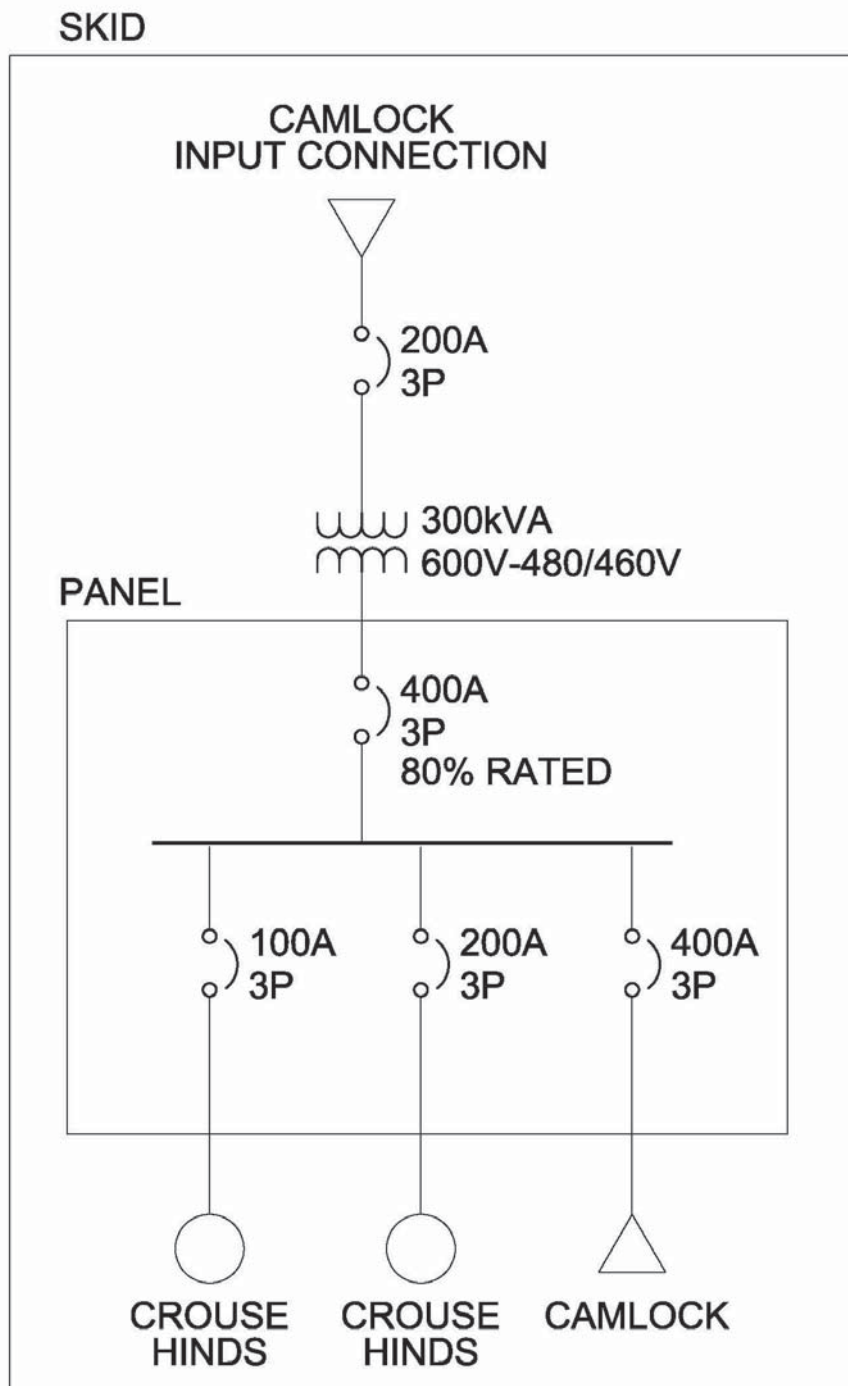 SKID
CAMLOCK
INPUT CONNECTION
200A
3P
300kVA
600V-480/460V
PANEL
400A
3P
80% RATED
100A
3P
200A
3P
400A
3P
CROUSE
HINDS
CROUSE
HINDS
CAMLOCK